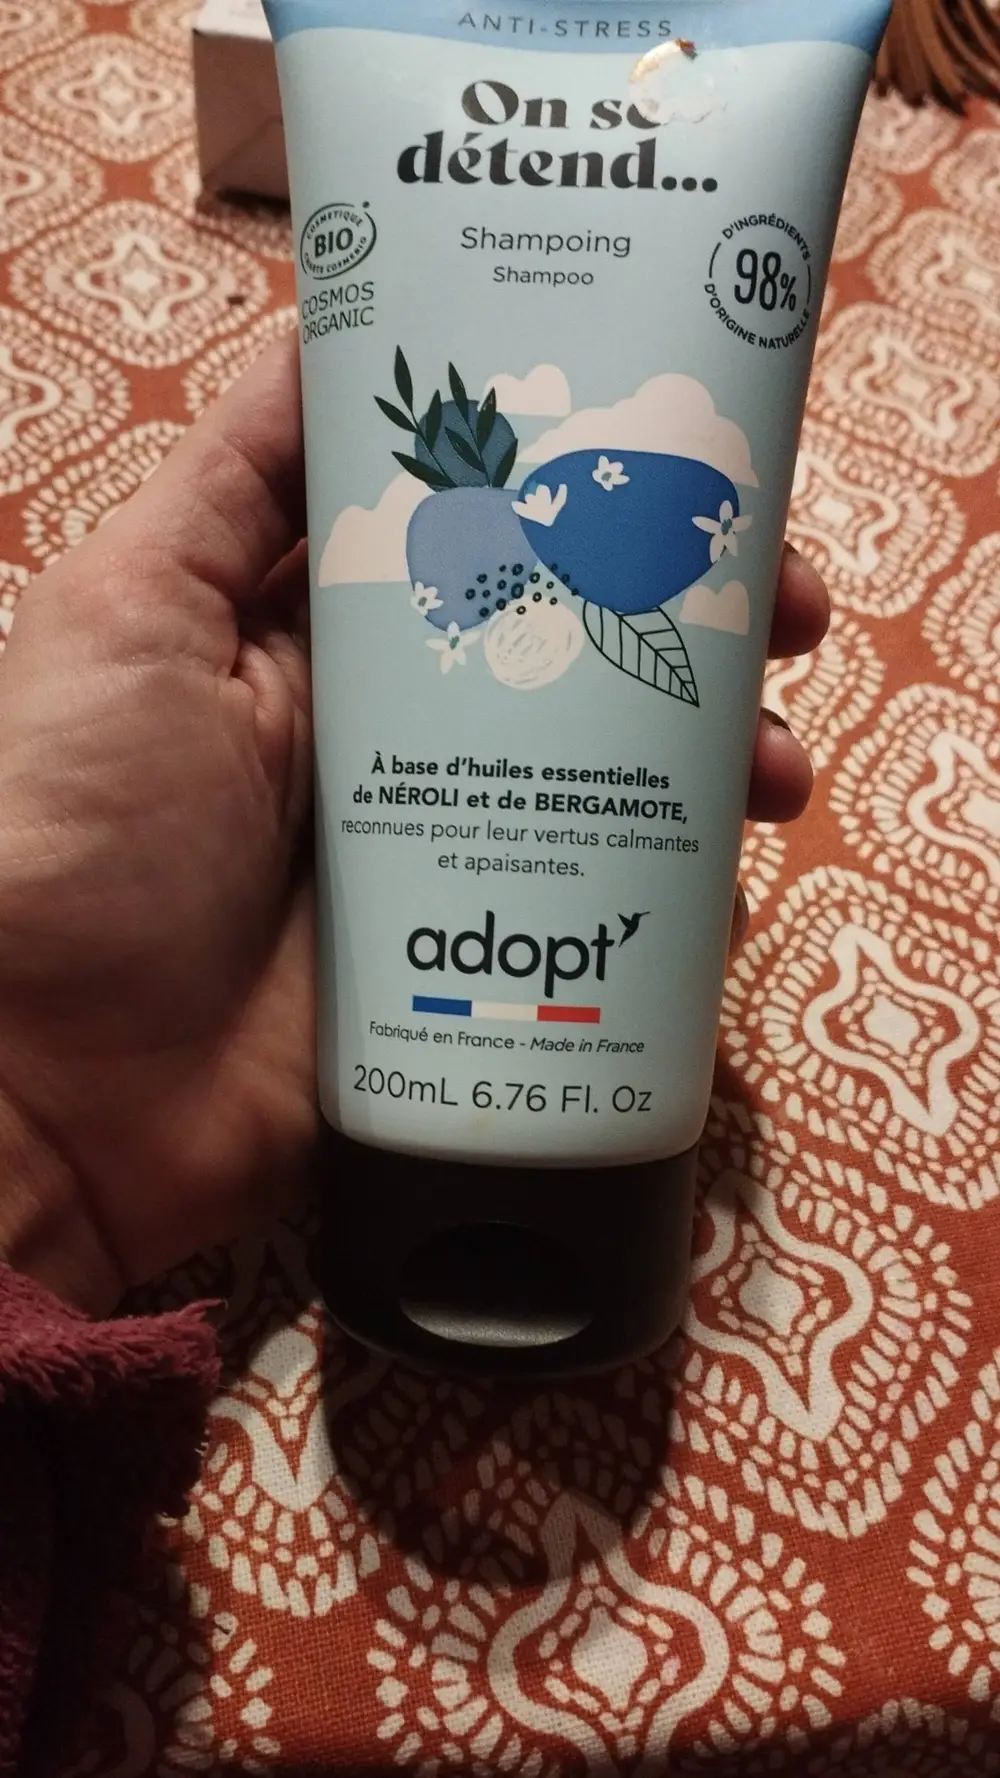 ANTI-STRESS
On se
détend...
COSMÉTIQUE
BIO
COSMOS
ORGANIC
Shampoing
Shampoo
D'INGRÉDIENTS
98%
D'ORIGINE NATURELLE
À base d'huiles essentielles
de NÉROLI et de BERGAMOTE,
reconnues pour leur vertus calmantes
et apaisantes.
adopt'
Fabriqué en France - Made in France
200mL 6.76 Fl. Oz